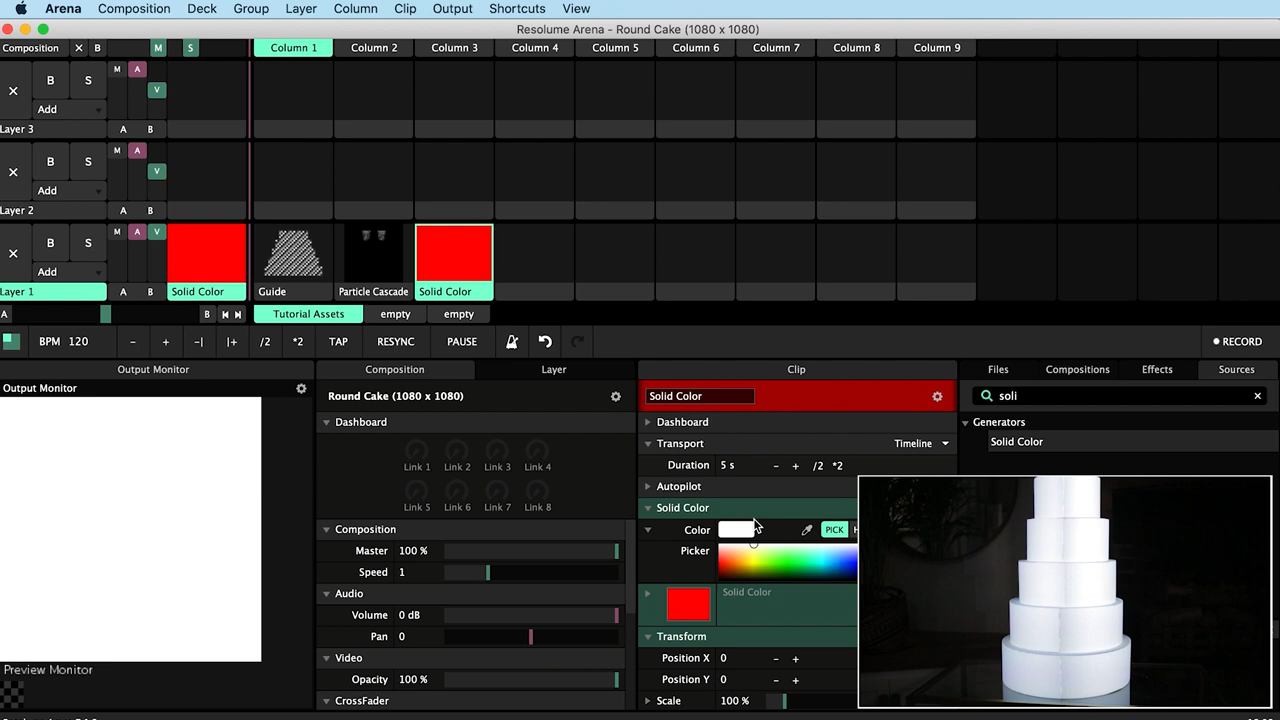 Arena Composition Deck Group Layer Column Clip Output Shortcuts View
Resolume Arena - Round Cake (1080 x 1080)
Composition × B M S Column 1 Column 2 Column 3 Column 4 Column 5 Column 6 Column 7 Column 8 Column 9
M A
× B S V
Add
Layer 3 A B
M A
× B S V
Add
Layer 2 A B
M A V
× B S
Add
Layer 1 A B Solid Color Guide Particle Cascade Solid Color
A B Tutorial Assets empty empty
BPM 120 - + -| |+ /2 *2 TAP RESYNC PAUSE RECORD
Output Monitor Composition Layer Clip Files Compositions Effects Sources
Output Monitor Round Cake (1080 x 1080) Solid Color soli ×
Dashboard Dashboard Generators
Transport Timeline Solid Color
Link 1 Link 2 Link 3 Link 4 Duration 5 s - + /2 *2
Autopilot
Link 5 Link 6 Link 7 Link 8 Solid Color
Composition Color PICK
Master 100 % Picker
Speed 1
Audio Solid Color
Volume 0 dB
Pan 0 Transform
Video Position X 0 - +
Preview Monitor
Opacity 100 % Position Y 0 - +
CrossFader Scale 100 %